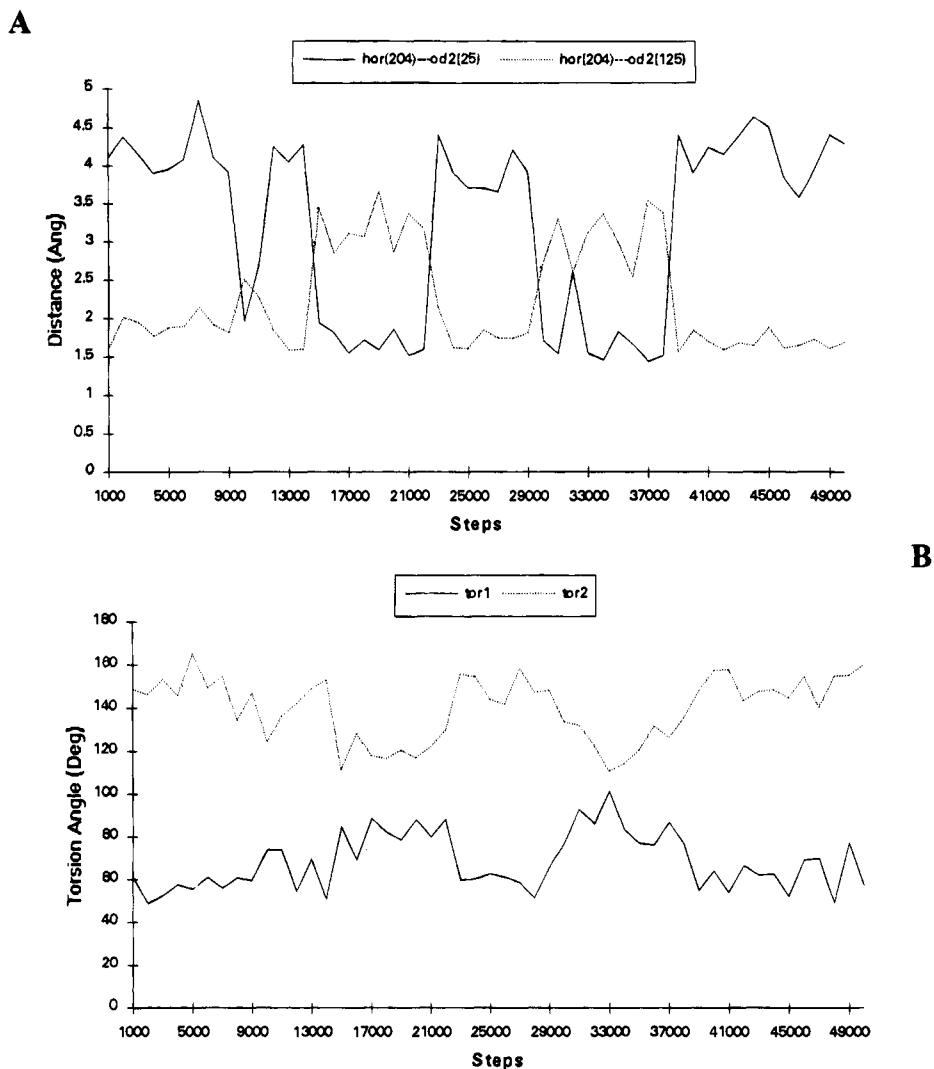 A
hor(204)---od2(25) hor(204)---od2(125)
5
4.5
4
3.5
3
2.5
2
1.5
1
0.5
0
Distance (Ang)
1000 5000 9000 13000 17000 21000 25000 29000 33000 37000 41000 45000 49000
Steps
B
tor1 tor2
180
160
140
120
100
80
60
40
20
0
Torsion Angle (Deg)
1000 5000 9000 13000 17000 21000 25000 29000 33000 37000 41000 45000 49000
Steps